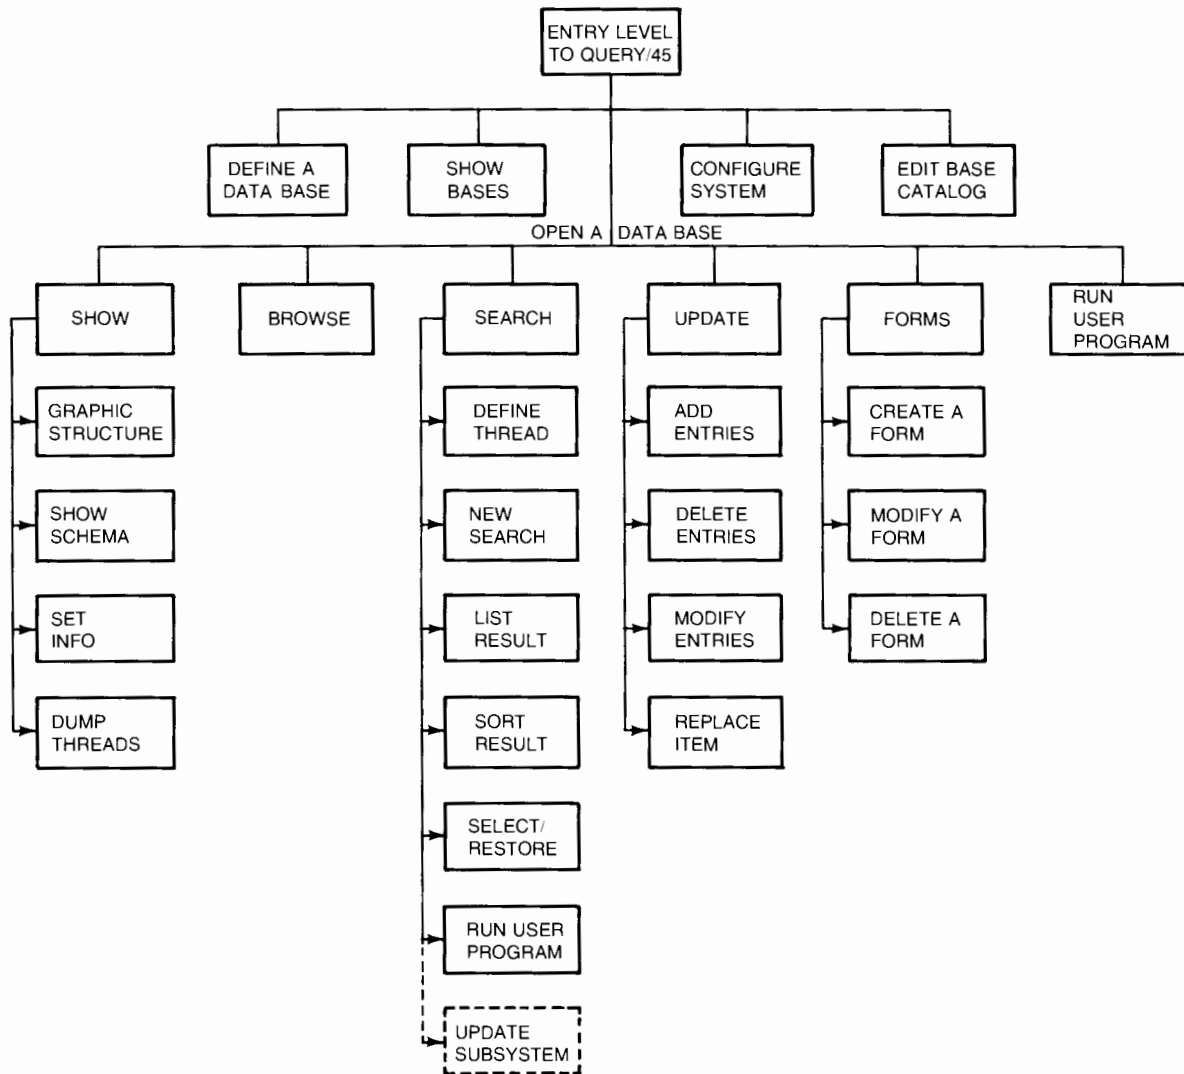 ENTRY LEVEL
TO QUERY/45
DEFINE A
DATA BASE
SHOW
BASES
CONFIGURE
SYSTEM
EDIT BASE
CATALOG
OPEN A DATA BASE
SHOW
BROWSE
SEARCH
UPDATE
FORMS
RUN
USER
PROGRAM
GRAPHIC
STRUCTURE
DEFINE
THREAD
ADD
ENTRIES
CREATE A
FORM
SHOW
SCHEMA
NEW
SEARCH
DELETE
ENTRIES
MODIFY A
FORM
SET
INFO
LIST
RESULT
MODIFY
ENTRIES
DELETE A
FORM
DUMP
THREADS
SORT
RESULT
REPLACE
ITEM
SELECT/
RESTORE
RUN USER
PROGRAM
UPDATE
SUBSYSTEM